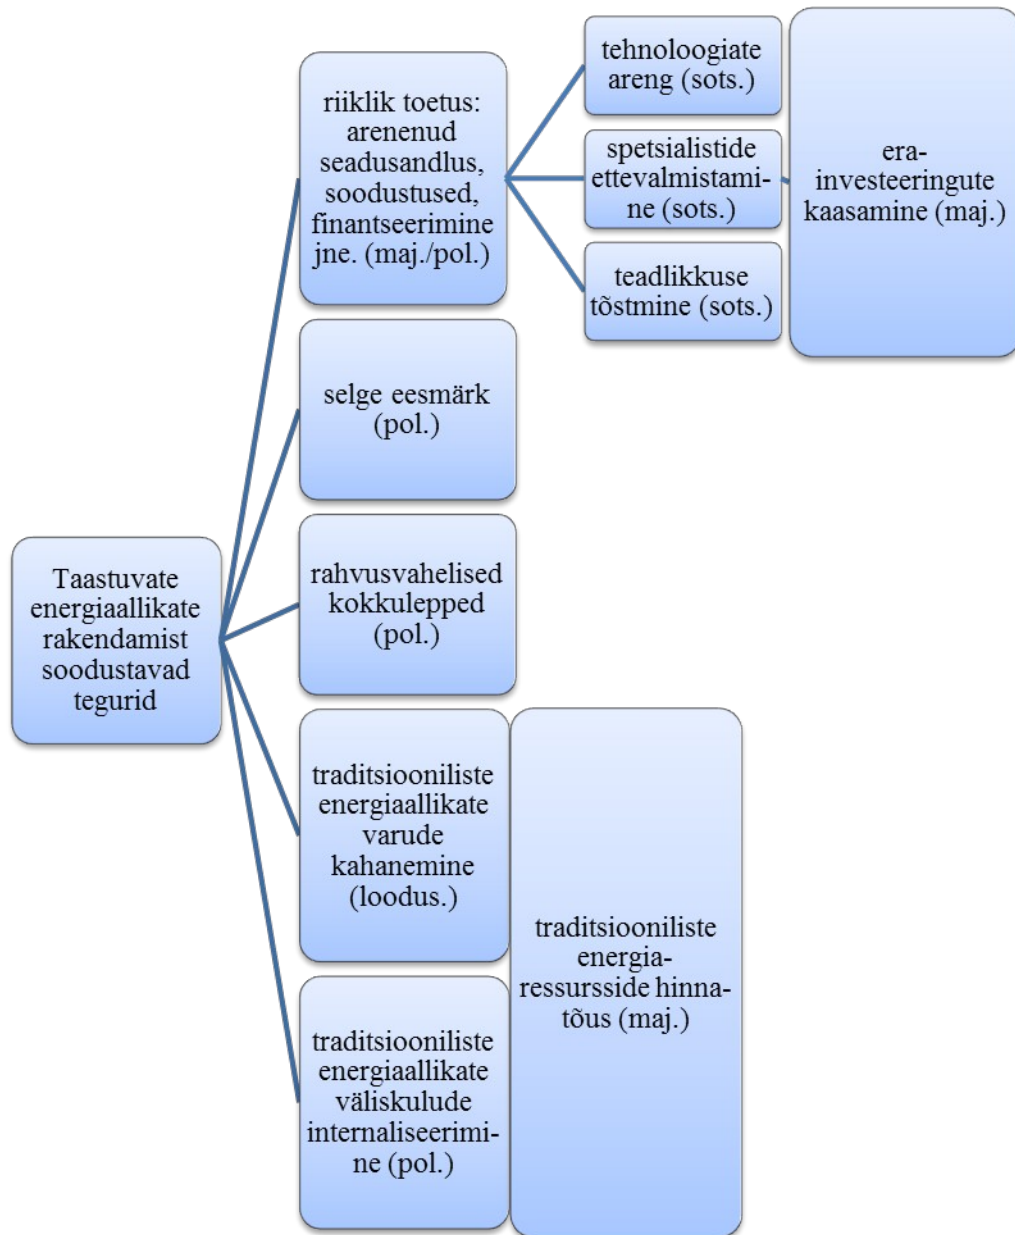 Taastuvate
energiaallikate
rakendamist
soodustavad
tegurid
riiklik toetus:
arenenud
seadusandlus,
soodustused,
finantseerimine
jne. (maj./pol.)
tehnoloogiate
areng (sots.)
spetsialistide
ettevalmistami-
ne (sots.)
teadlikkuse
tõstmine (sots.)
era-
investeeringute
kaasamine (maj.)
selge eesmärk
(pol.)
rahvusvahelised
kokkulepped
(pol.)
traditsiooniliste
energiaallikate
varude
kahanemine
(loodus.)
traditsiooniliste
energiaallikate
väliskulude
internaliseerimi-
ne (pol.)
traditsiooniliste
energia-
ressursside hinna-
tõus (maj.)